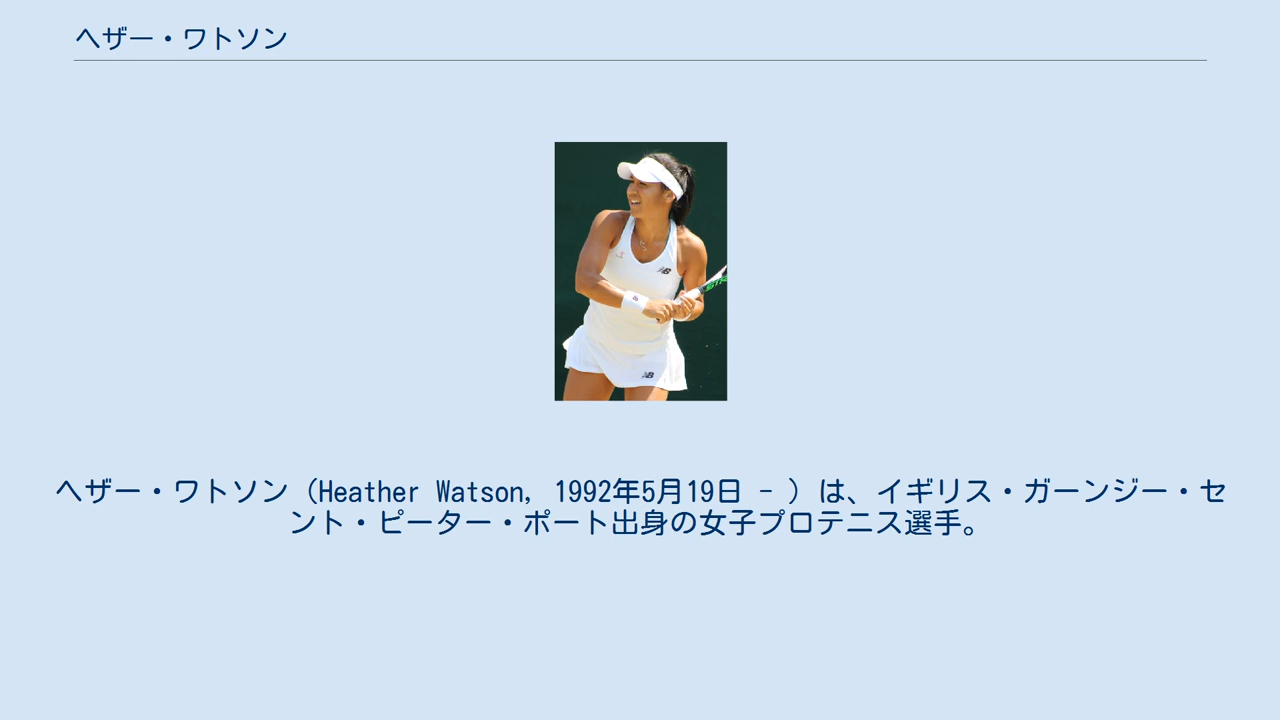 ヘザー・ワトソン
ヘザー・ワトソン（Heather Watson, 1992年5月19日 - ）は、イギリス・ガーンジー・セ
ント・ピーター・ポート出身の女子プロテニス選手。